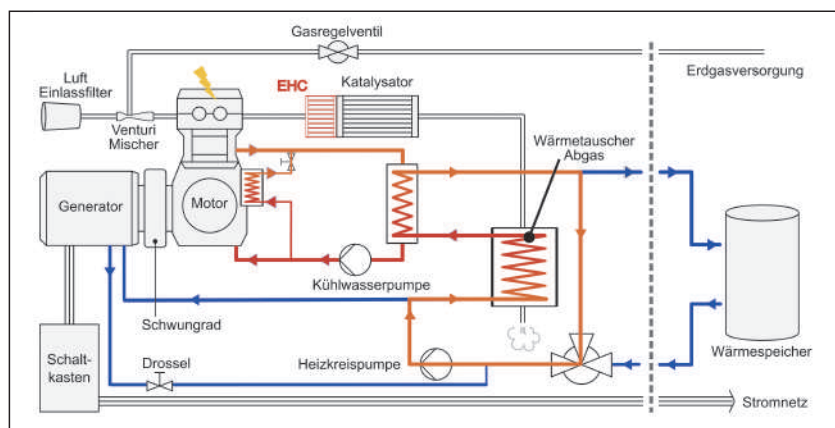 Gasregelventil
Erdgasversorgung
Luft
Einlassfilter
EHC
Katalysator
Venturi
Mischer
Wärmetauscher
Abgas
Generator
Motor
Kühlwasserpumpe
Schwungrad
Wärmespeicher
Schalt-
kasten
Drossel
Heizkreispumpe
Stromnetz